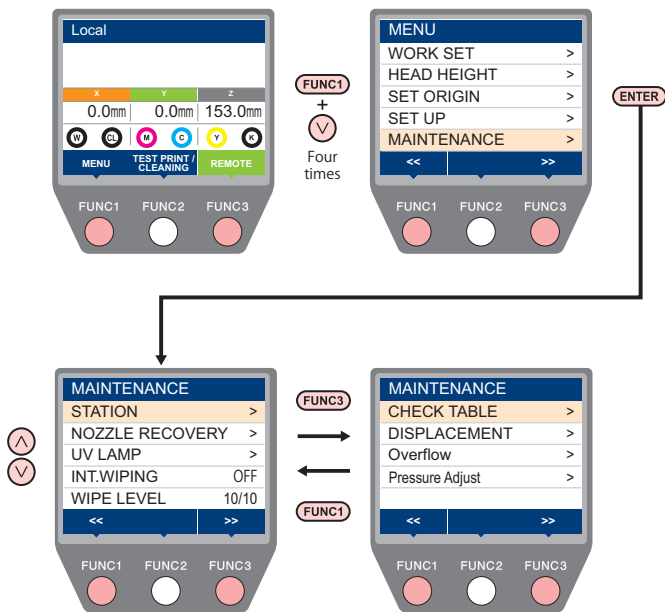 Local
X Y Z
0.0mm 0.0mm 153.0mm
W CL M C Y K
MENU TEST PRINT / CLEANING REMOTE
FUNC1 FUNC2 FUNC3
FUNC1
+
Four
times
MENU
WORK SET >
HEAD HEIGHT >
SET ORIGIN >
SET UP >
MAINTENANCE >
<< >>
FUNC1 FUNC2 FUNC3
ENTER
MAINTENANCE
STATION >
NOZZLE RECOVERY >
UV LAMP >
INT.WIPING OFF
WIPE LEVEL 10/10
<< >>
FUNC1 FUNC2 FUNC3
FUNC3
FUNC1
MAINTENANCE
CHECK TABLE >
DISPLACEMENT >
Overflow >
Pressure Adjust >
<< >>
FUNC1 FUNC2 FUNC3